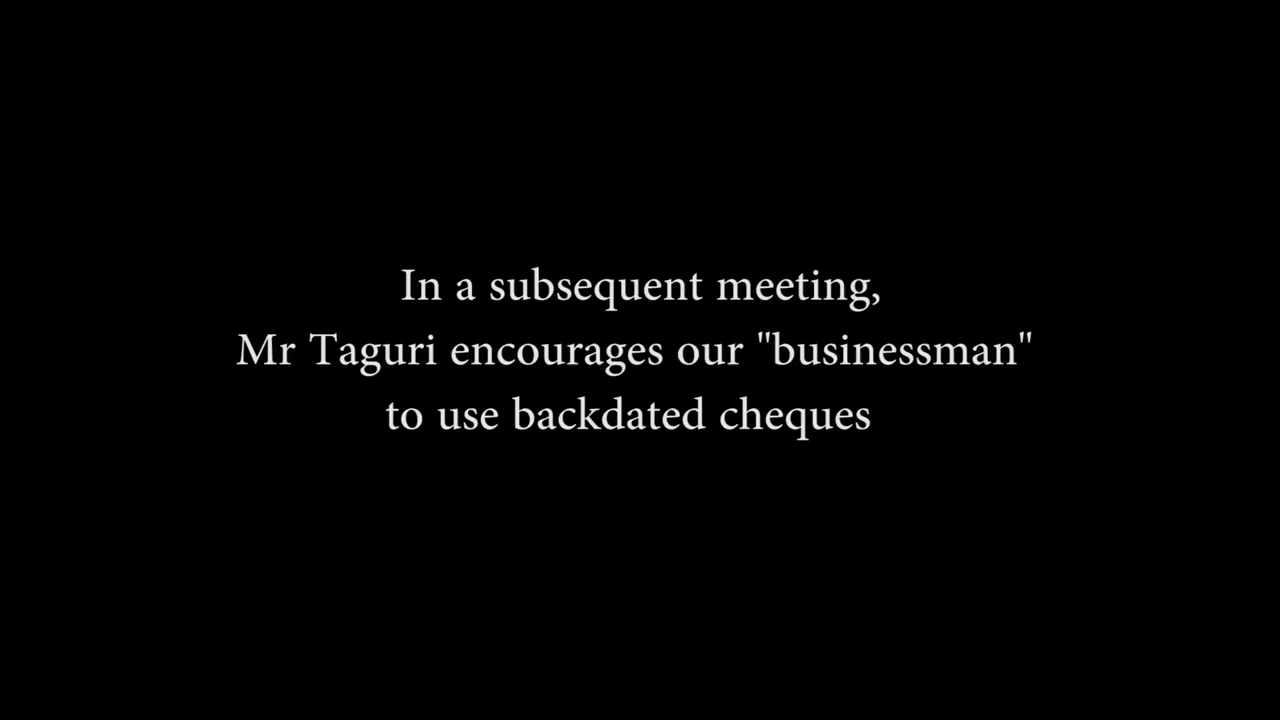 In a subsequent meeting,
Mr Taguri encourages our "businessman"
to use backdated cheques